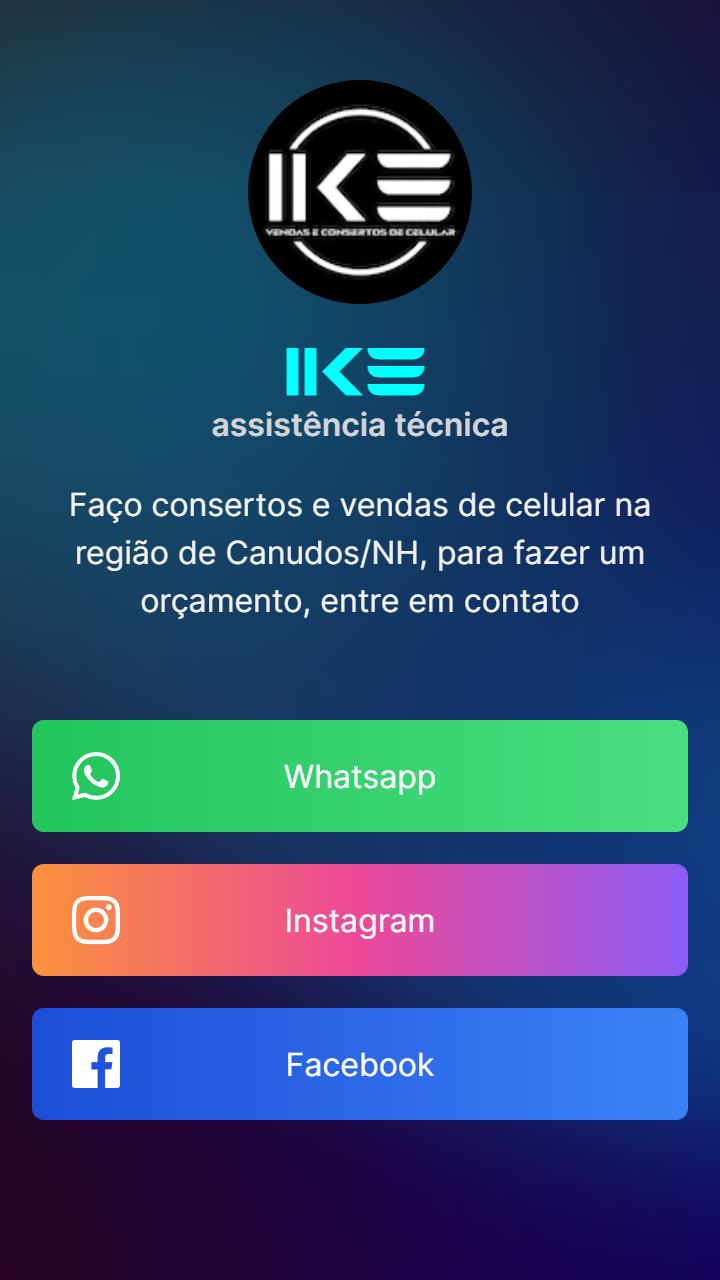 IKE
VENDAS E CONSERTOS DE CELULAR
IKE
assistência técnica
Faço consertos e vendas de celular na
região de Canudos/NH, para fazer um
orçamento, entre em contato
Whatsapp
Instagram
Facebook